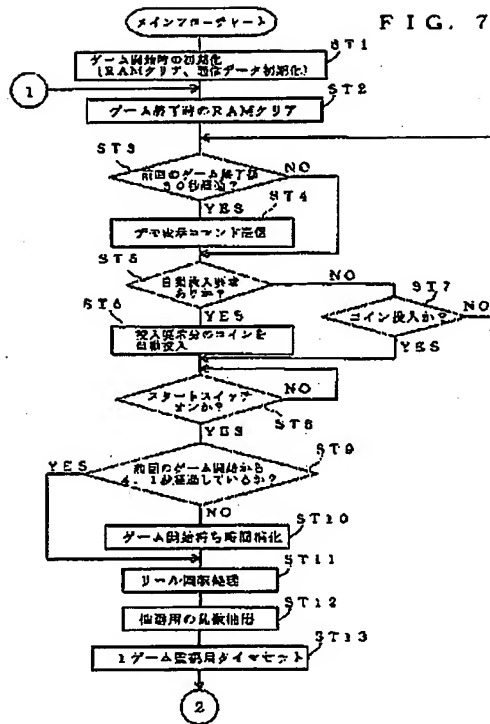 メインフローチャート
FIG. 7
ST1
ゲーム開始時の初期化
(RAMクリア、通信データ初期化)
1
ST2
ゲーム終了時のRAMクリア
ST3
前回のゲーム終了後
30秒経過?
NO
YES
ST4
デモ表示コマンド送信
ST5
自動投入要求
ありか?
NO
YES
ST7
コイン投入か?
NO
YES
ST6
投入要求分のコインを
自動投入
スタートスイッチ
オンか?
NO
ST8
YES
ST9
前回のゲーム開始から
4.1秒経過しているか?
YES
NO
ST10
ゲーム開始待ち時間消化
ST11
リール回転処理
ST12
ST13
1ゲーム監視用タイマセット
2